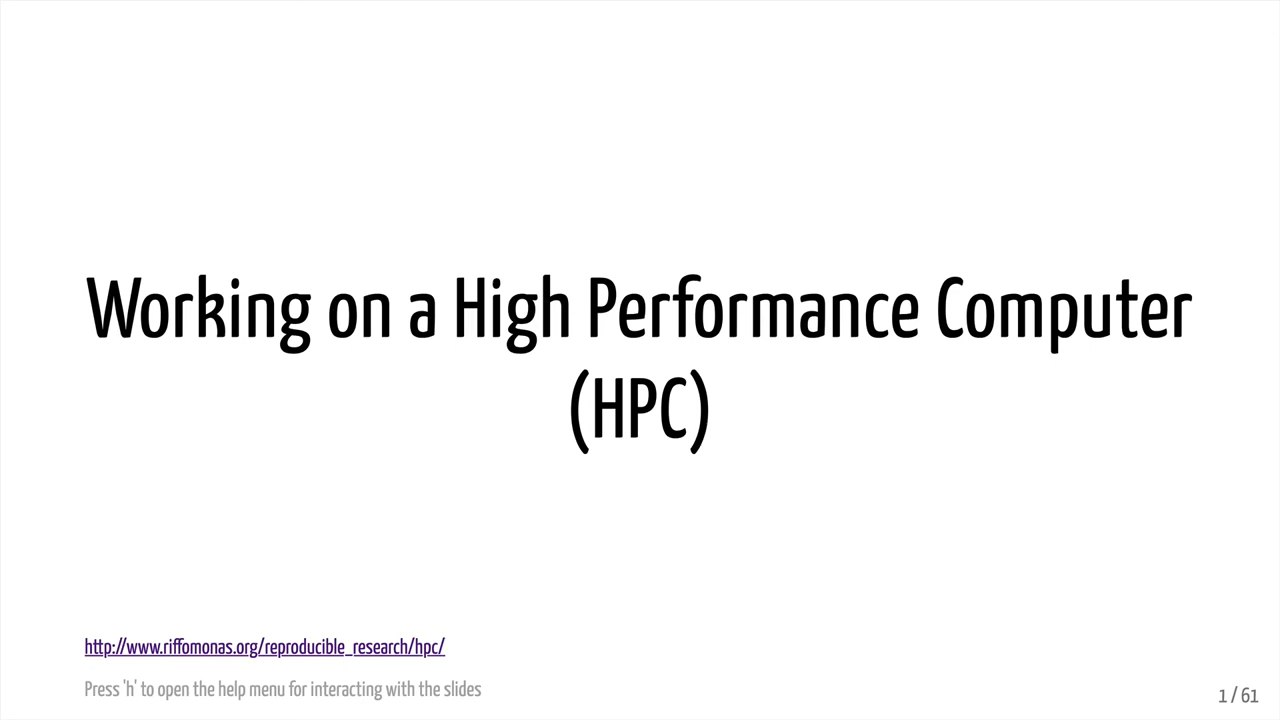 Working on a High Performance Computer
(HPC)
http://www.riffomonas.org/reproducible_research/hpc/
Press 'h' to open the help menu for interacting with the slides
1 / 61